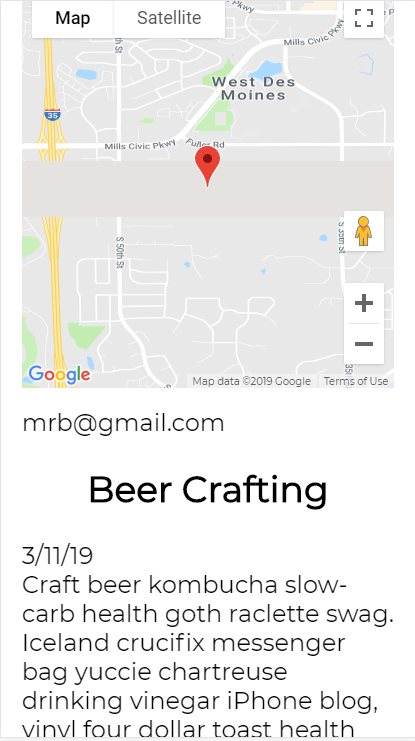 Map
Satellite
S 60th St
Mills Civic Pkwy
West Des
Moines
35
Mills Civic Pkwy
Fuller Rd
S 50th St
S 35th St
Google
Map data ©2019 Google
Terms of Use
mrb@gmail.com
Beer Crafting
3/11/19
Craft beer kombucha slow-
carb health goth raclette swag.
Iceland crucifix messenger
bag yuccie chartreuse
drinking vinegar iPhone blog,
vinyl four dollar toast health